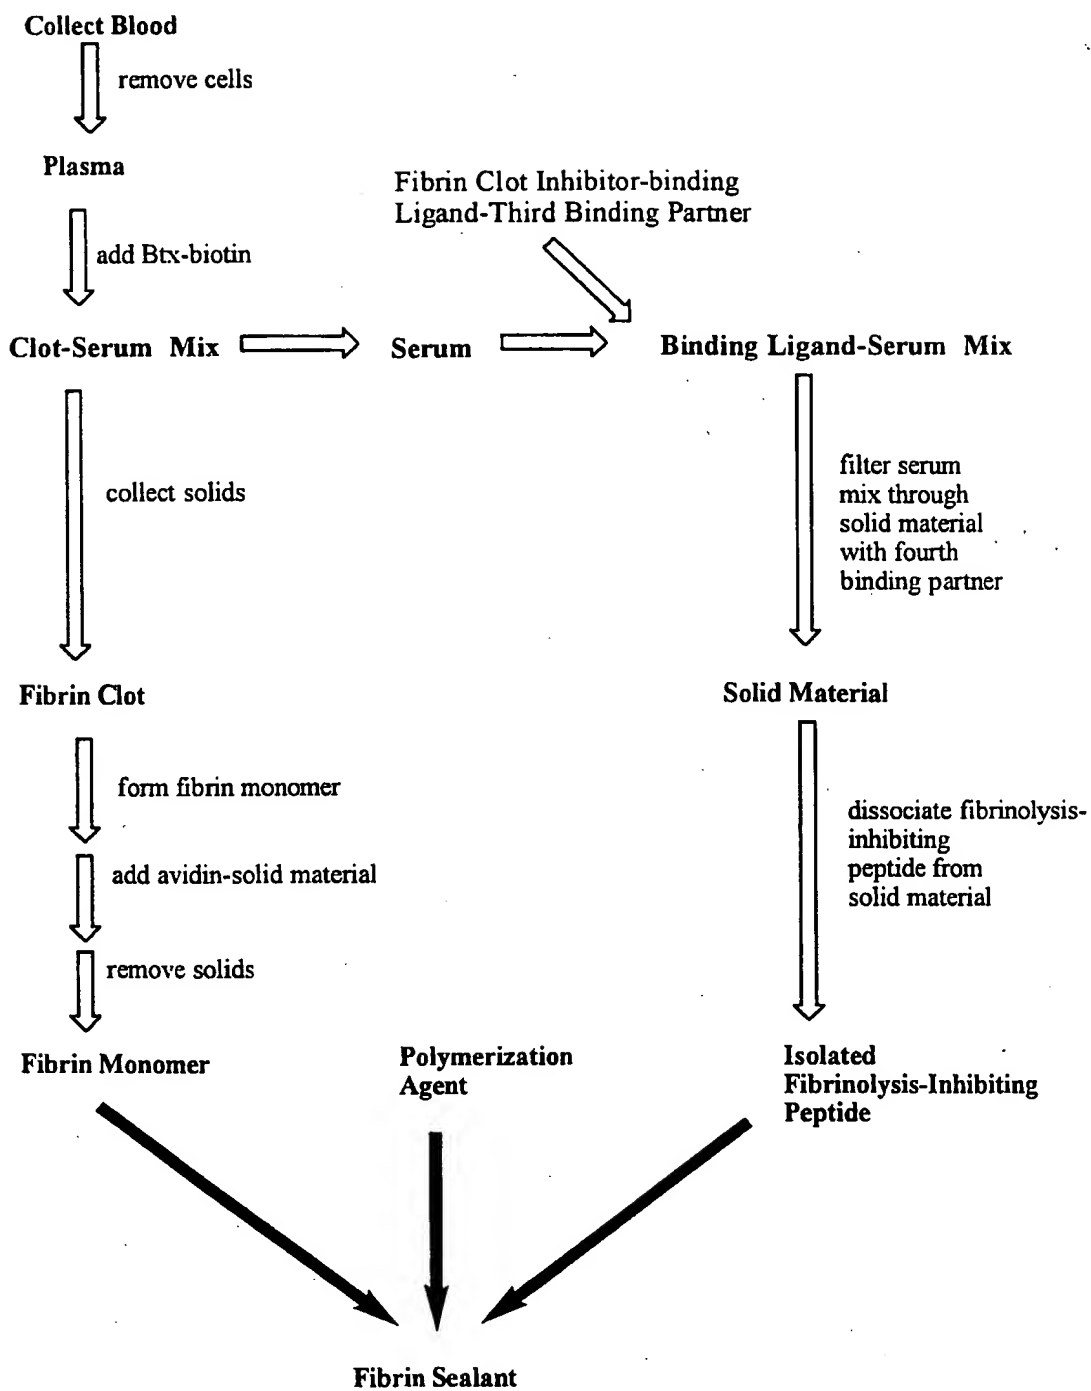 Collect Blood
remove cells
Plasma
Fibrin Clot Inhibitor-binding
Ligand-Third Binding Partner
add Btx-biotin
Clot-Serum Mix
Serum
Binding Ligand-Serum Mix
collect solids
filter serum
mix through
solid material
with fourth
binding partner
Fibrin Clot
Solid Material
form fibrin monomer
dissociate fibrinolysis-
inhibiting
peptide from
solid material
add avidin-solid material
remove solids
Fibrin Monomer
Polymerization
Agent
Isolated
Fibrinolysis-Inhibiting
Peptide
Fibrin Sealant